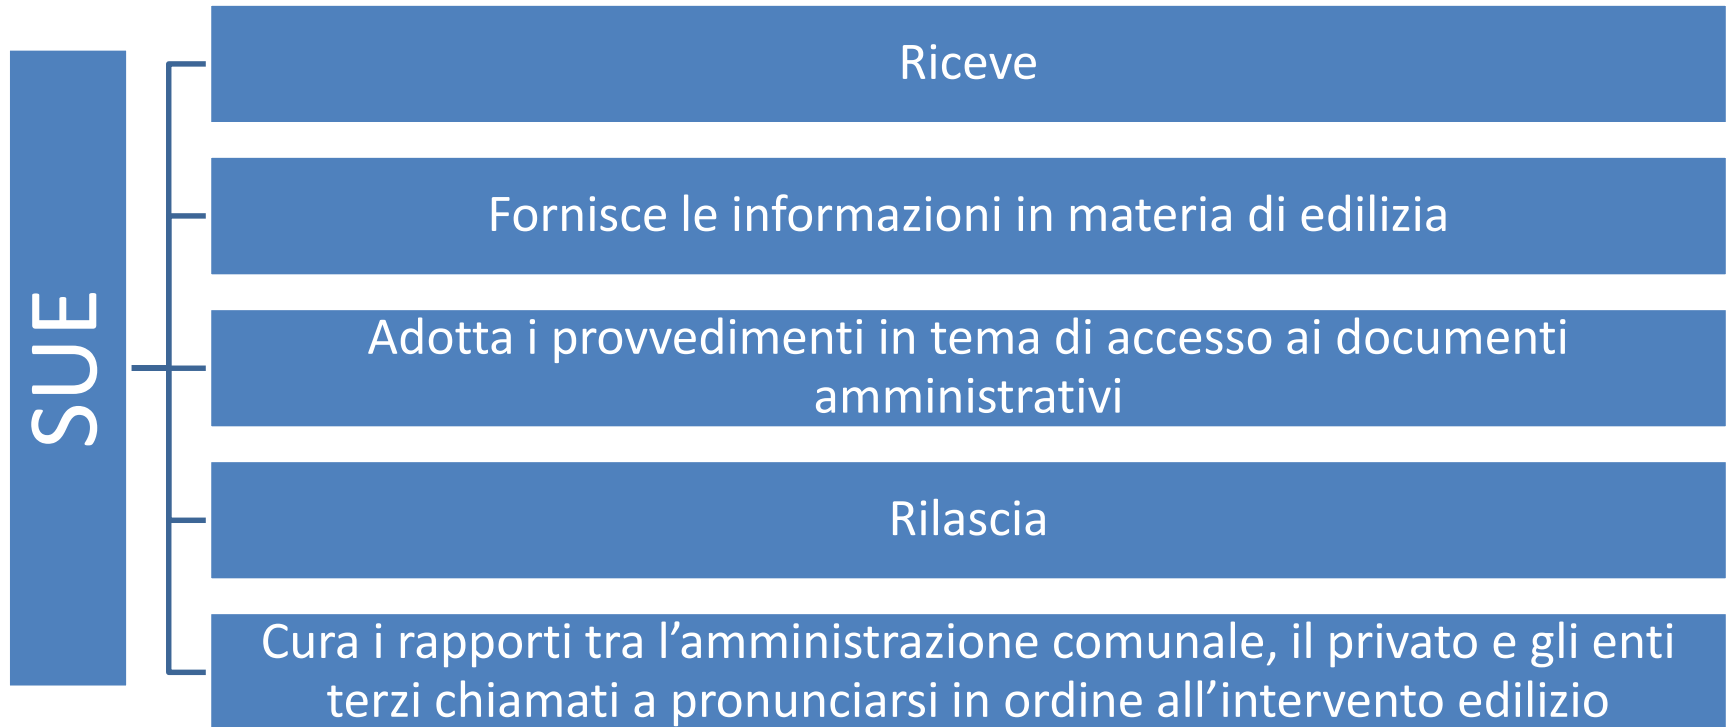 SUE
Riceve
Fornisce le informazioni in materia di edilizia
Adotta i provvedimenti in tema di accesso ai documenti
amministrativi
Rilascia
Cura i rapporti tra l’amministrazione comunale, il privato e gli enti
terzi chiamati a pronunciarsi in ordine all’intervento edilizio